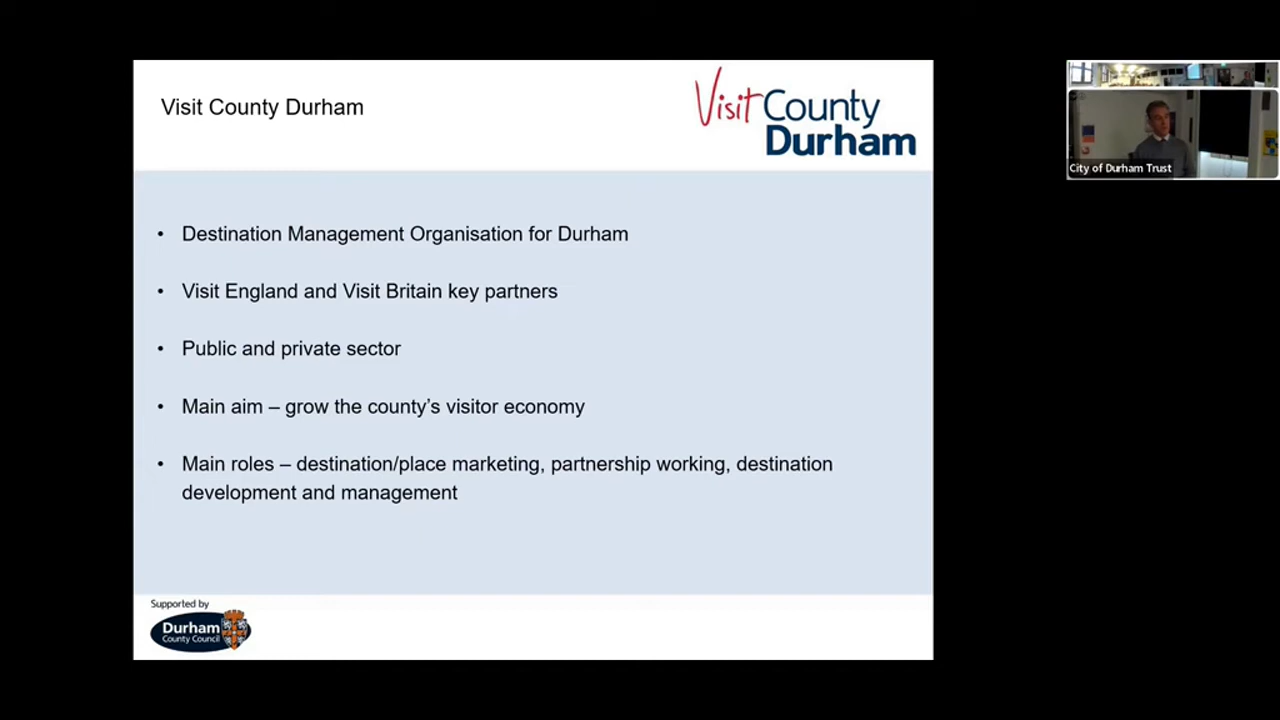 Visit County Durham
Visit County
Durham
• Destination Management Organisation for Durham
• Visit England and Visit Britain key partners
• Public and private sector
• Main aim – grow the county’s visitor economy
• Main roles – destination/place marketing, partnership working, destination
development and management
Supported by
Durham
County Council
City of Durham Trust